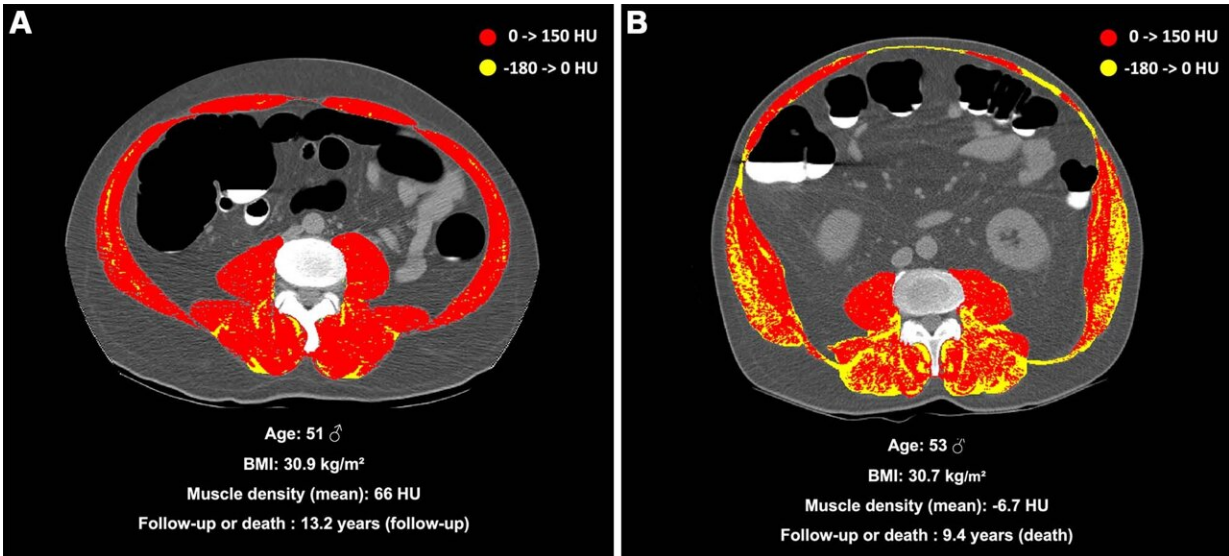 A
0 -> 150 HU
-180 -> 0 HU
Age: 51 ♂
BMI: 30.9 kg/m²
Muscle density (mean): 66 HU
Follow-up or death : 13.2 years (follow-up)
B
0 -> 150 HU
-180 -> 0 HU
Age: 53 ♂
BMI: 30.7 kg/m²
Muscle density (mean): -6.7 HU
Follow-up or death : 9.4 years (death)